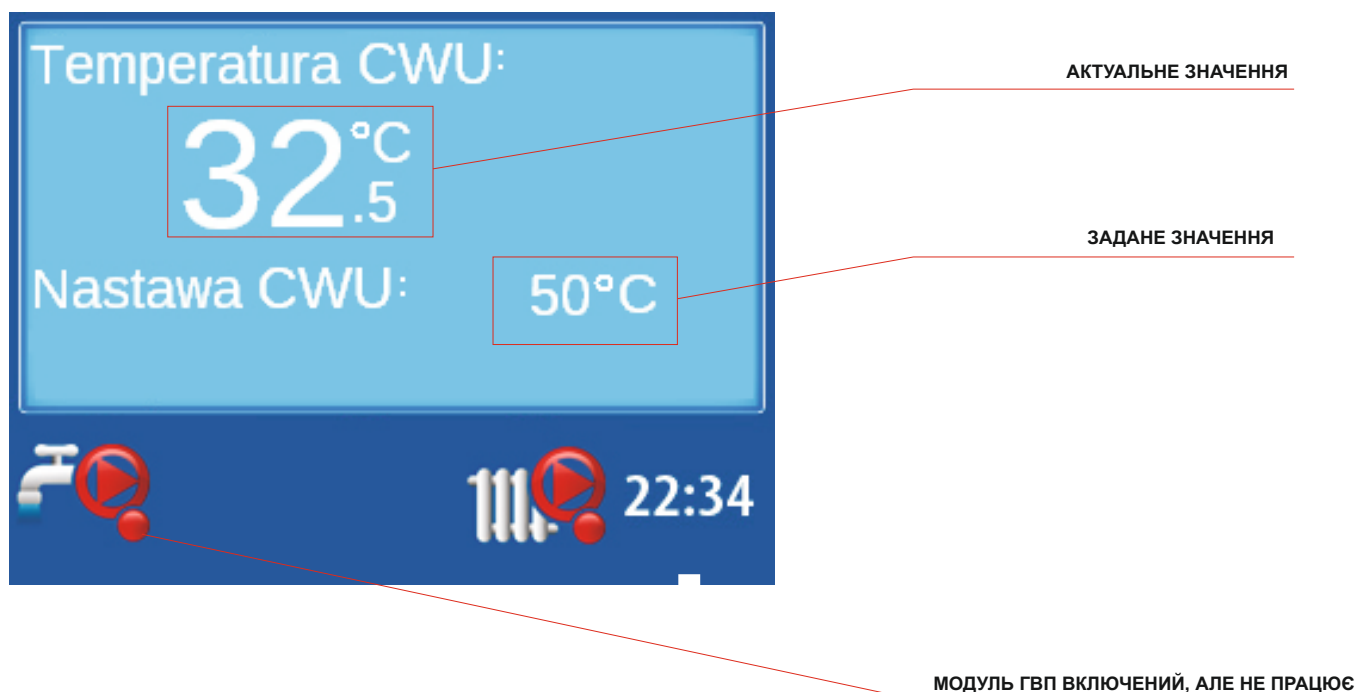 Temperatura CWU:
АКТУАЛЬНЕ ЗНАЧЕННЯ
32.5°C
ЗАДАНЕ ЗНАЧЕННЯ
Nastawa CWU: 50°C
22:34
МОДУЛЬ ГВП ВКЛЮЧЕНИЙ, АЛЕ НЕ ПРАЦЮЄ